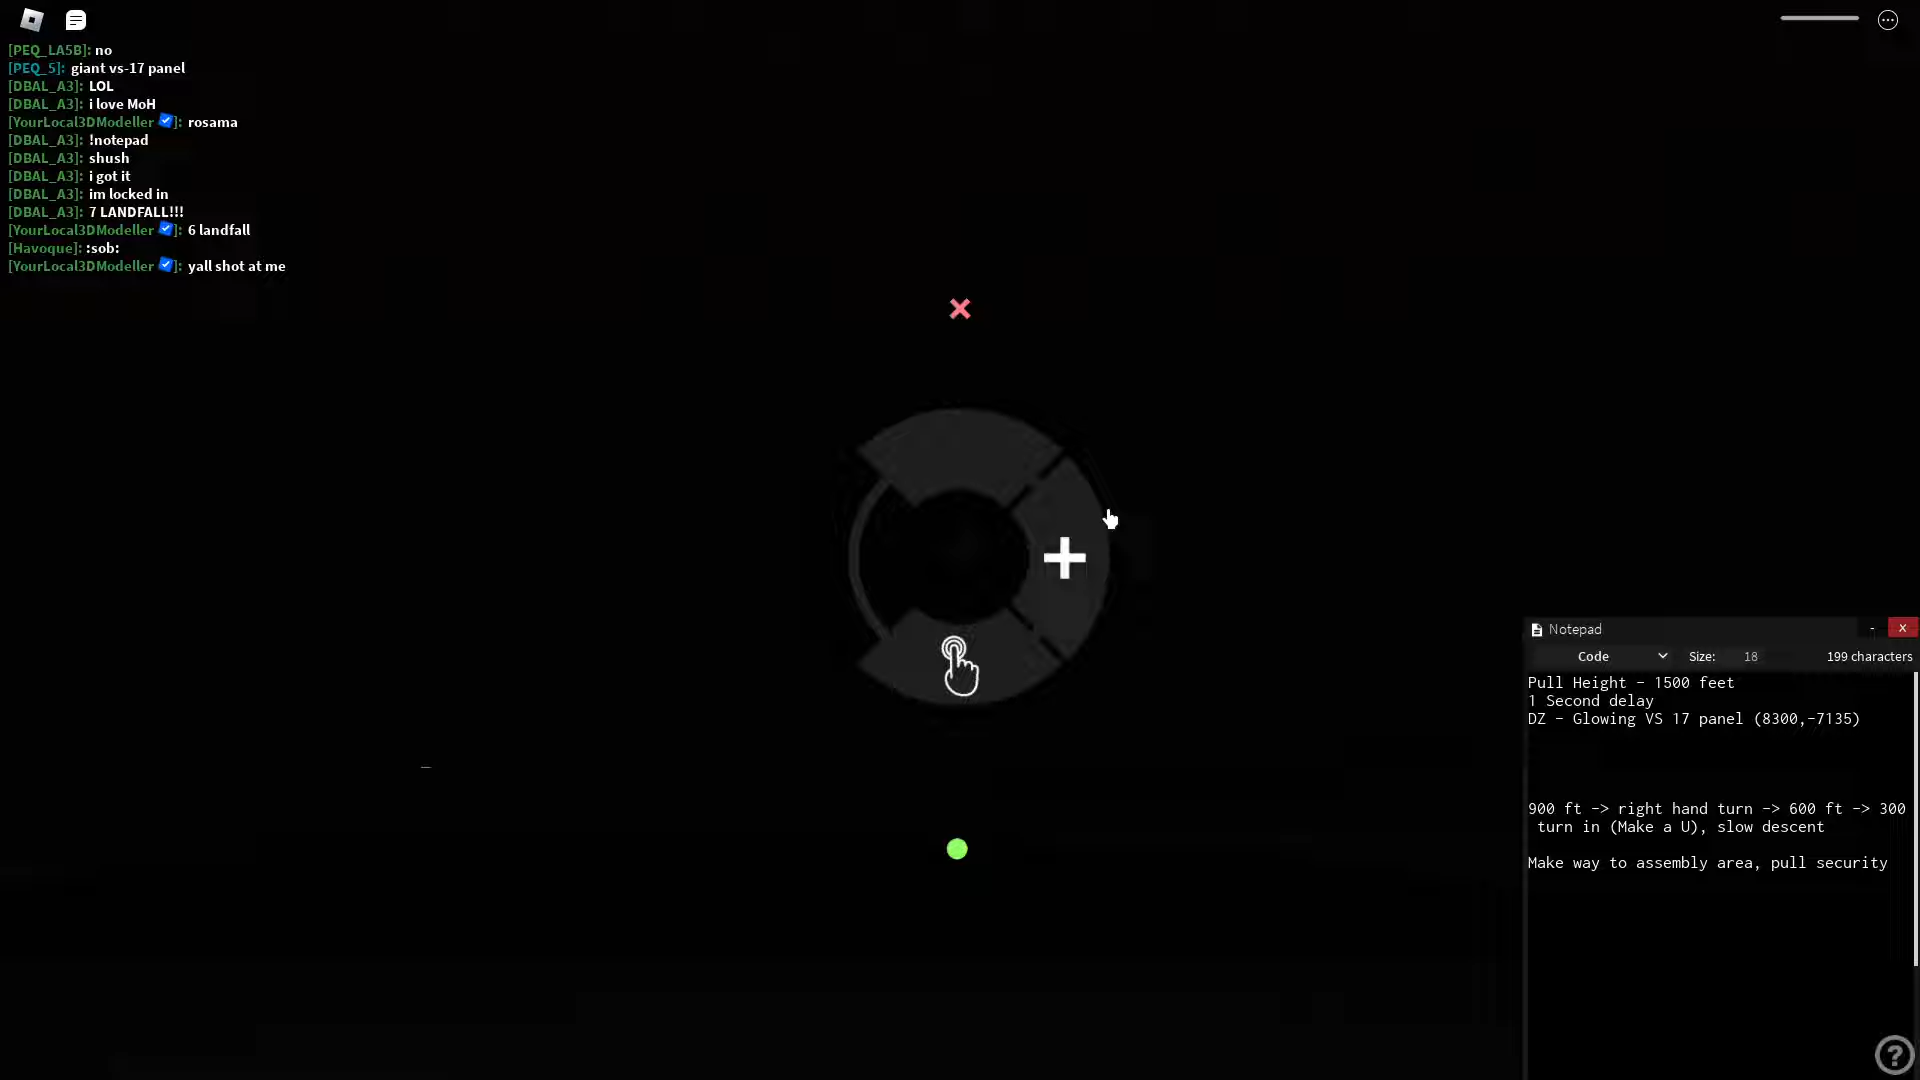 [PEQ_LA5B]: no
[PEQ_5]: giant vs-17 panel
[DBAL_A3]: LOL
[DBAL_A3]: i love MoH
[YourLocal3DModeller ]: rosama
[DBAL_A3]: !notepad
[DBAL_A3]: shush
[DBAL_A3]: i got it
[DBAL_A3]: im locked in
[DBAL_A3]: 7 LANDFALL!!!
[YourLocal3DModeller ]: 6 landfall
[Havoque]: :sob:
[YourLocal3DModeller ]: yall shot at me
Notepad - x
Code Size: 18 199 characters
Pull Height - 1500 feet
1 Second delay
DZ - Glowing VS 17 panel (8300,-7135)
900 ft -> right hand turn -> 600 ft -> 300
turn in (Make a U), slow descent
Make way to assembly area, pull security
?